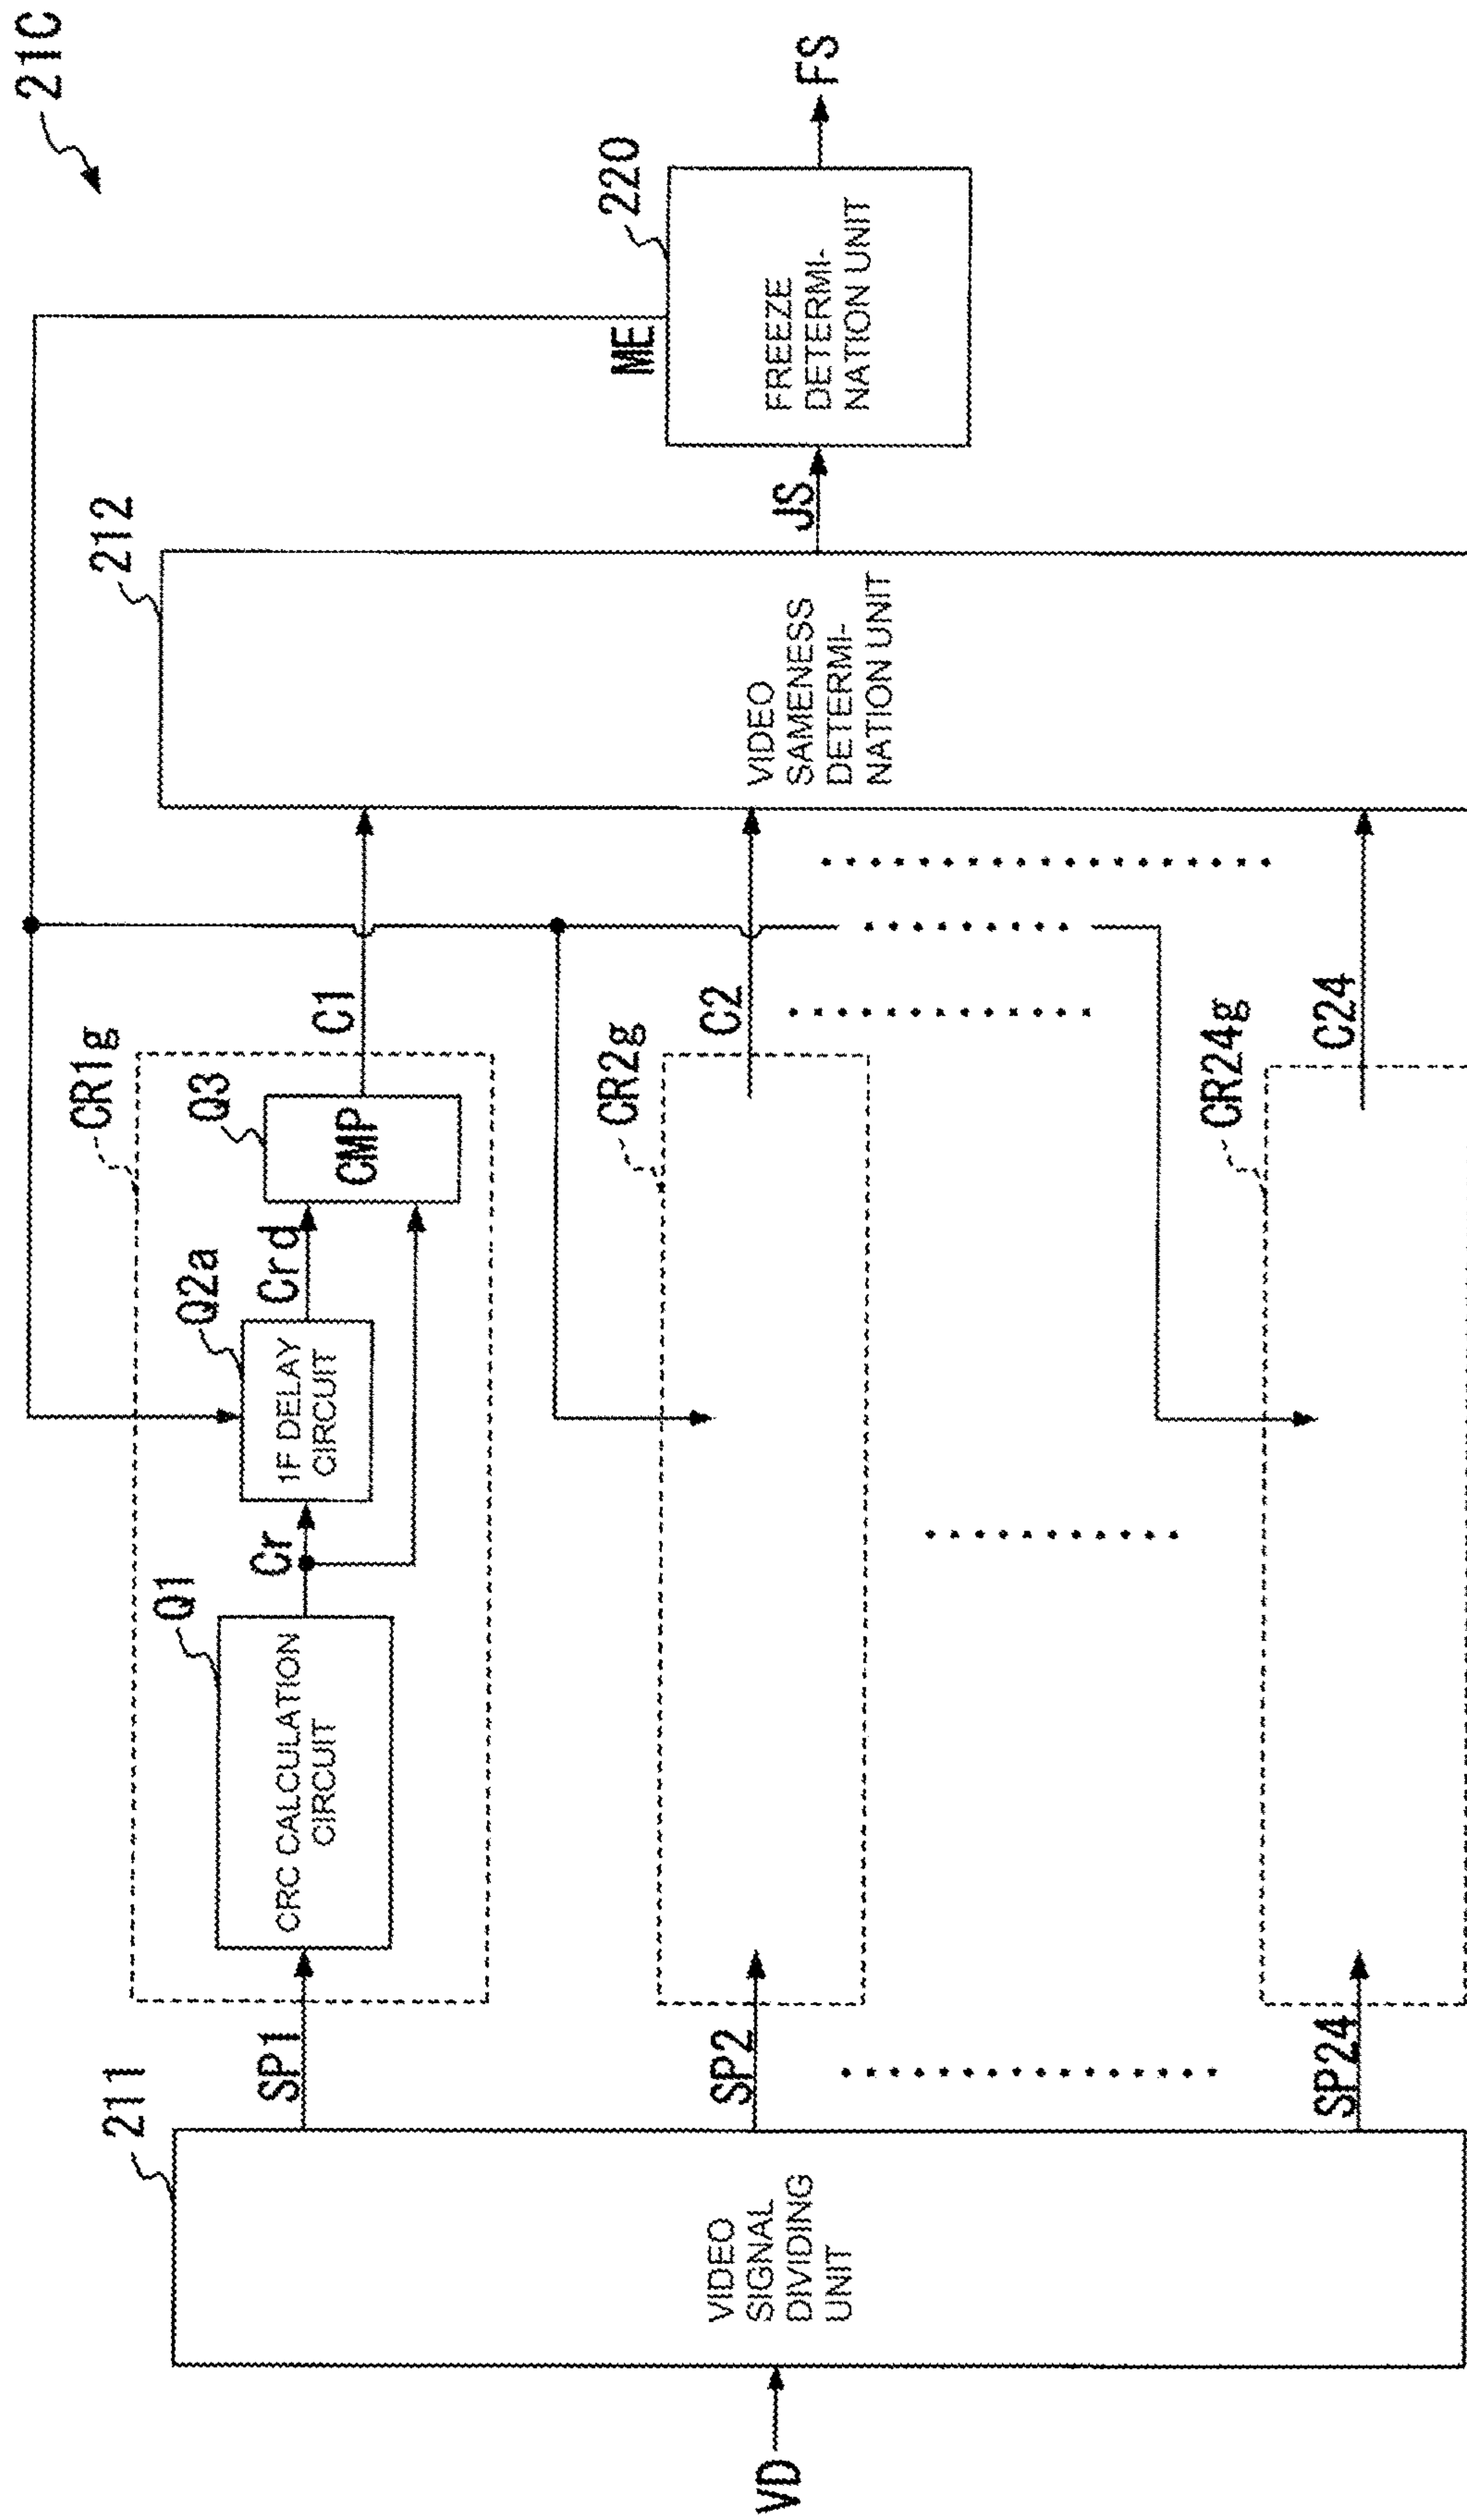 21C
VD
211
VIDEO
SIGNAL
DIVIDING
UNIT
SP1
SP2
SP24
CR1g
Q1
CRC CALCULATION
CIRCUIT
Cr
Q2a
1F DELAY
CIRCUIT
Crd
Q3
CMP
C1
CR2g
C2
CR24g
C24
212
VIDEO
SAMENESS
DETERMI-
NATION UNIT
JS
ME
220
FREEZE
DETERMI-
NATION UNIT
FS